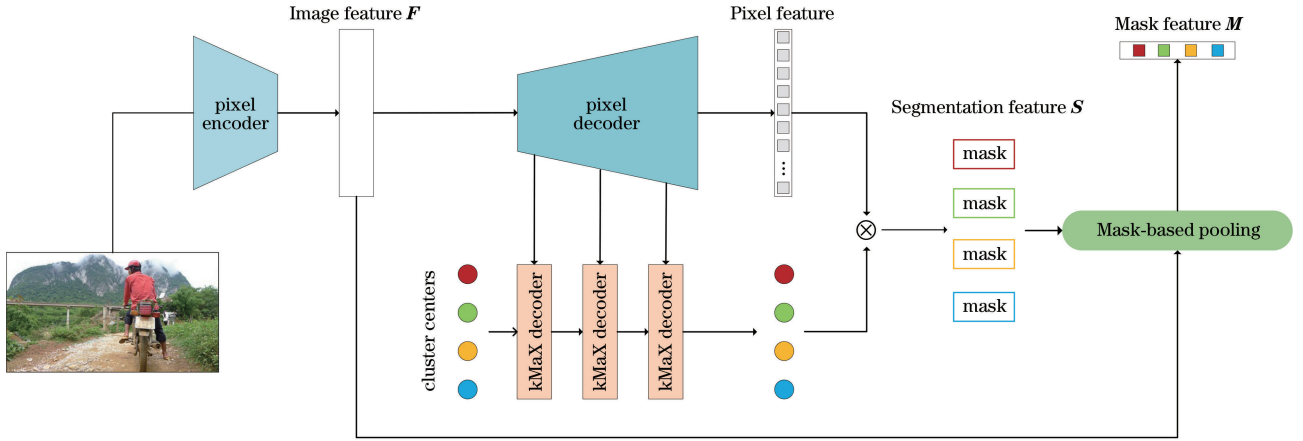 Image feature F
Pixel feature
Mask feature M
pixel
encoder
pixel
decoder
Segmentation feature S
mask
mask
mask
mask
Mask-based pooling
cluster centers
kMaX decoder
kMaX decoder
kMaX decoder